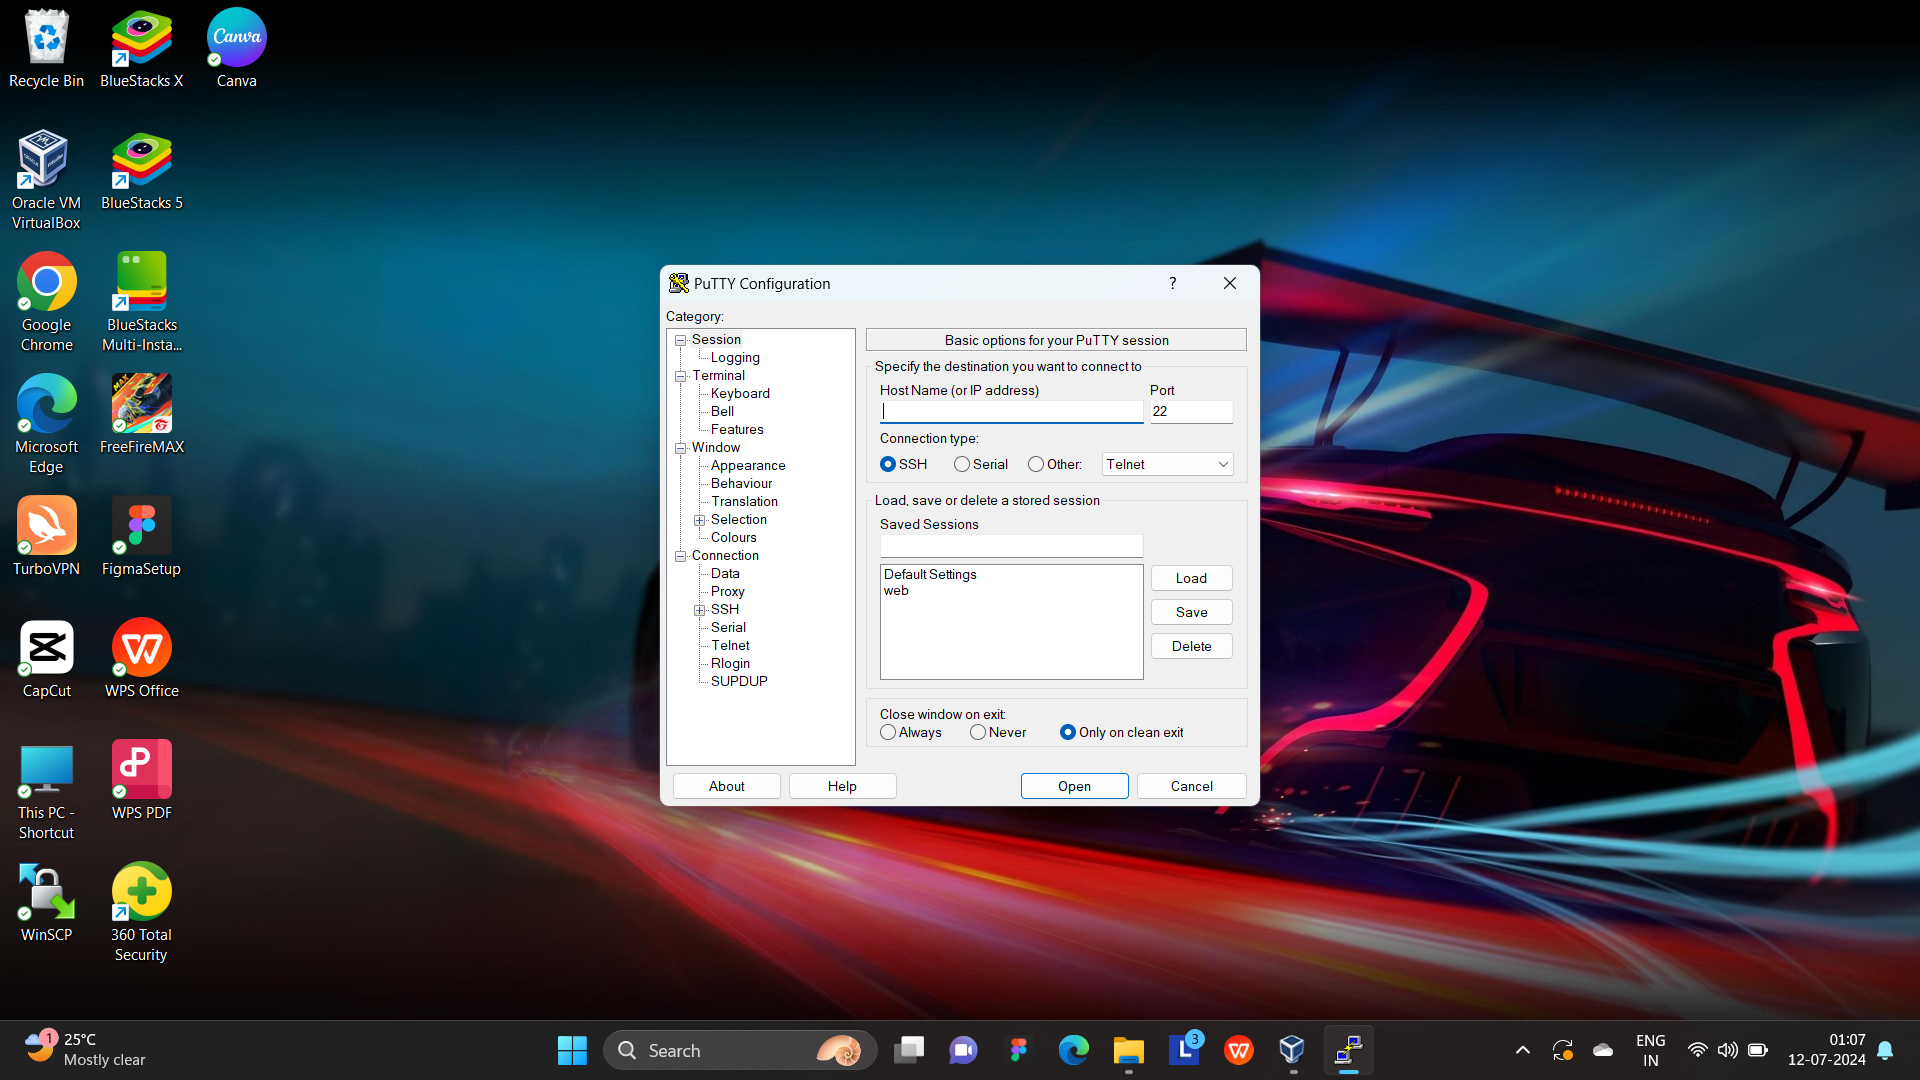 Recycle Bin
BlueStacks X
Canva
Canva
Oracle VM
VirtualBox
BlueStacks 5
Google
Chrome
BlueStacks
Multi-Insta...
Microsoft
Edge
MAX
FreeFireMAX
TurboVPN
FigmaSetup
CapCut
WPS Office
This PC -
Shortcut
WPS PDF
WinSCP
360 Total
Security
PuTTY Configuration
?
Category:
Session
Logging
Terminal
Keyboard
Bell
Features
Window
Appearance
Behaviour
Translation
Selection
Colours
Connection
Data
Proxy
SSH
Serial
Telnet
Rlogin
SUPDUP
Basic options for your PuTTY session
Specify the destination you want to connect to
Host Name (or IP address) Port
22
Connection type:
SSH Serial Other: Telnet
Load, save or delete a stored session
Saved Sessions
Default Settings
web
Load
Save
Delete
Close window on exit:
Always Never Only on clean exit
About Help Open Cancel
1
25°C
Mostly clear
Search
L
3
ENG
IN
01:07
12-07-2024